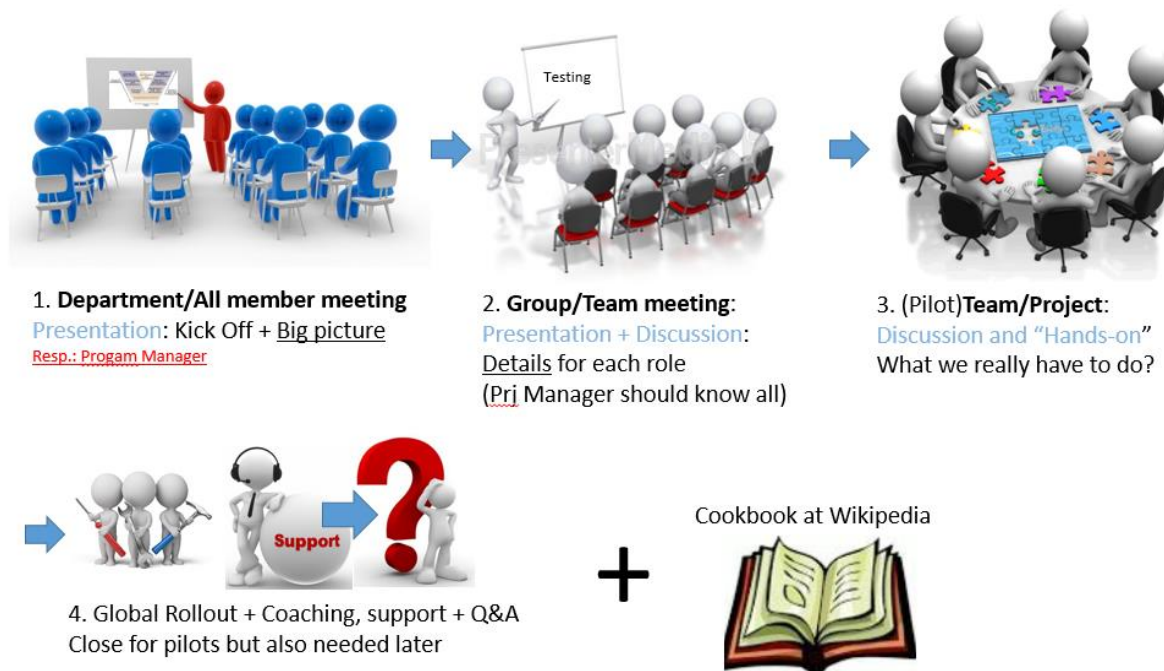 Testing
1. Department/All member meeting
Presentation: Kick Off + Big picture
Resp.: Progam Manager
2. Group/Team meeting:
Presentation + Discussion:
Details for each role
(Prj Manager should know all)
3. (Pilot)Team/Project:
Discussion and “Hands-on”
What we really have to do?
Support
4. Global Rollout + Coaching, support + Q&A
Close for pilots but also needed later
+
Cookbook at Wikipedia